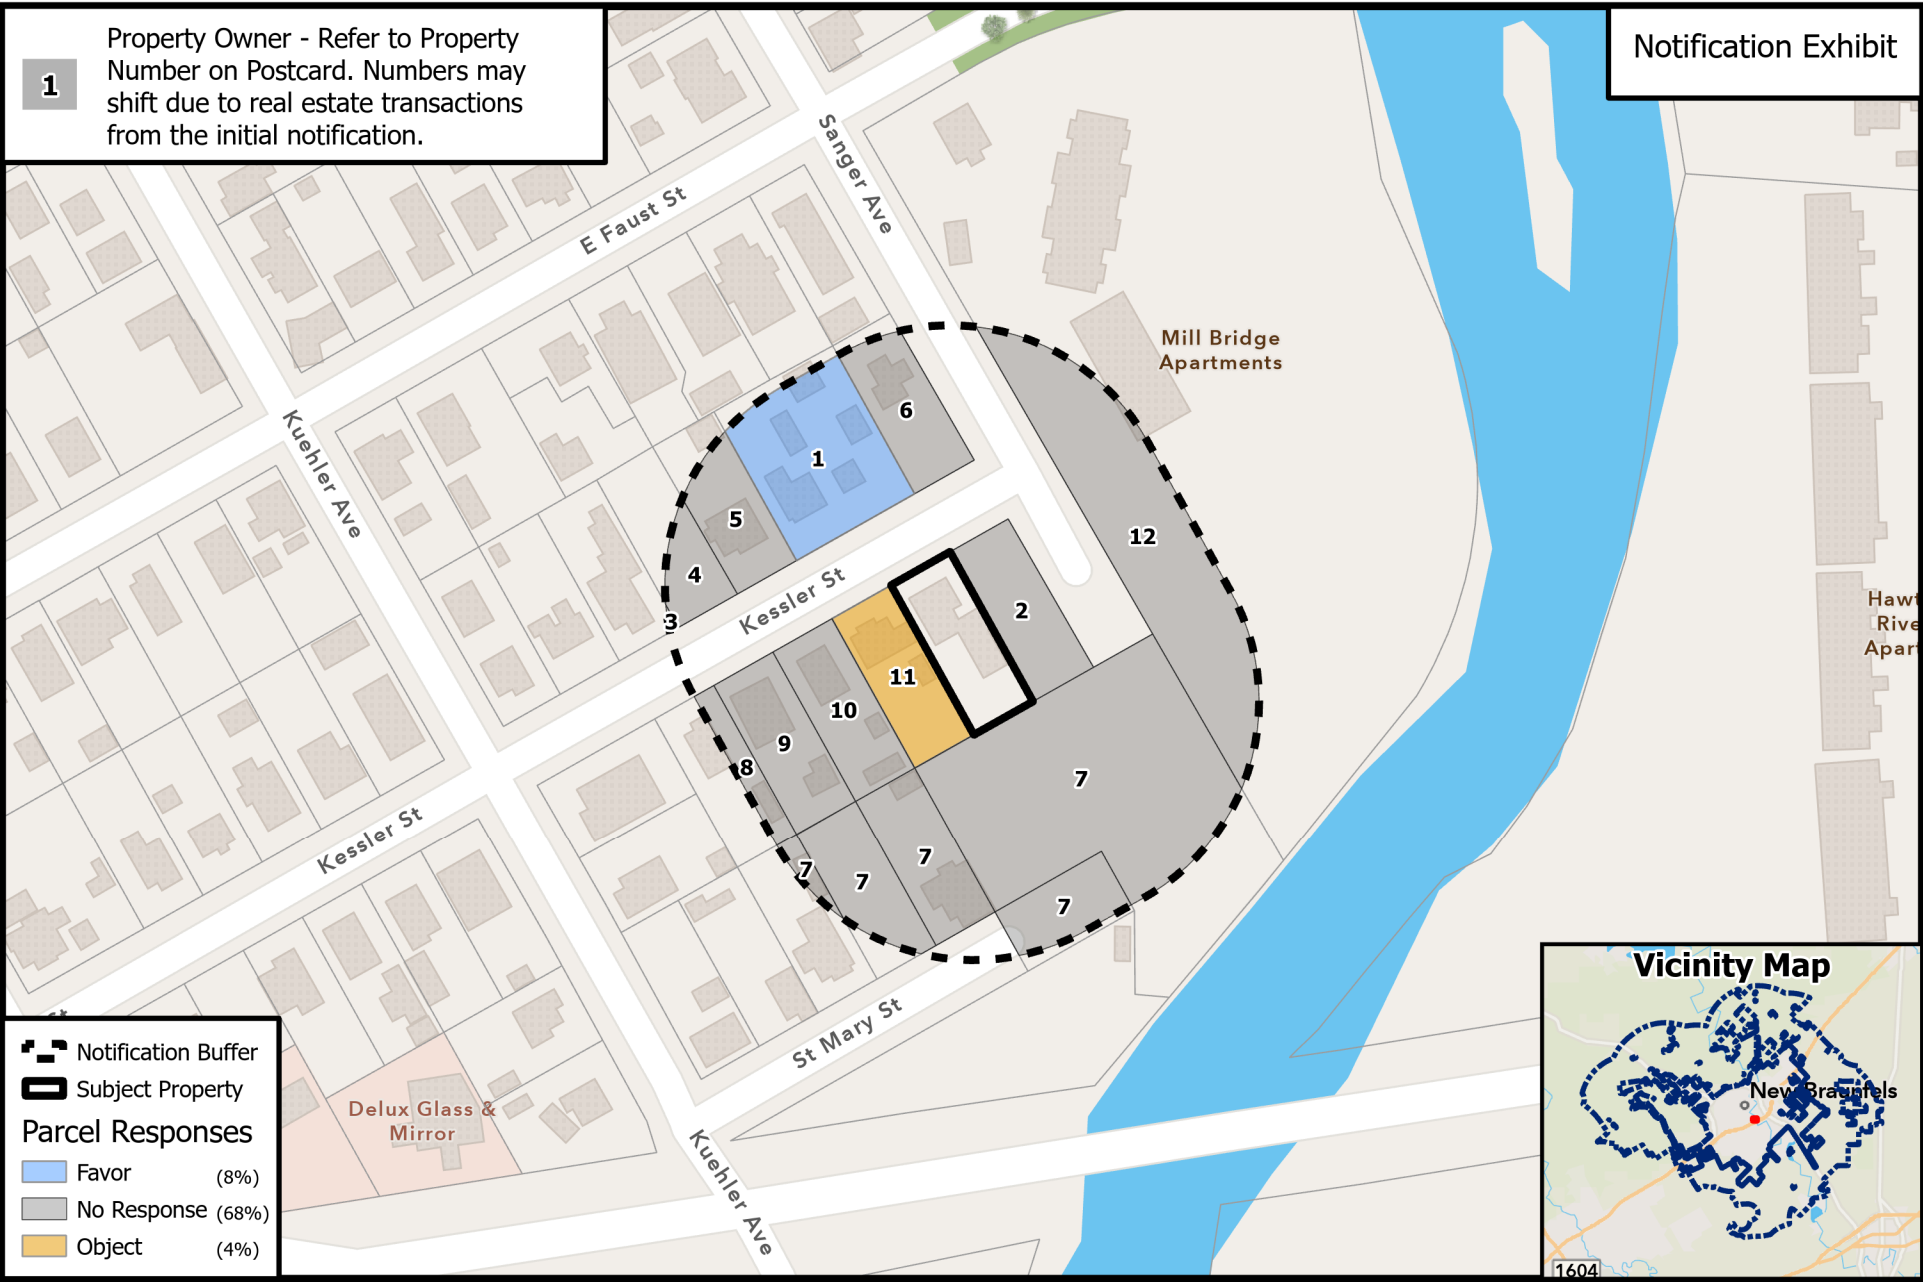 1
Property Owner - Refer to Property
Number on Postcard. Numbers may
shift due to real estate transactions
from the initial notification.
Notification Exhibit
Sanger Ave
E Faust St
Mill Bridge
Apartments
Kuehler Ave
6
1
5
12
4
Kessler St
2
3
Hawt
Rive
Apart
11
10
9
8
7
7
7
7
7
Kessler St
St Mary St
St
Delux Glass &
Mirror
Kuehler Ave
Notification Buffer
Subject Property
Parcel Responses
Favor (8%)
No Response (68%)
Object (4%)
Vicinity Map
New Braunfels
1604